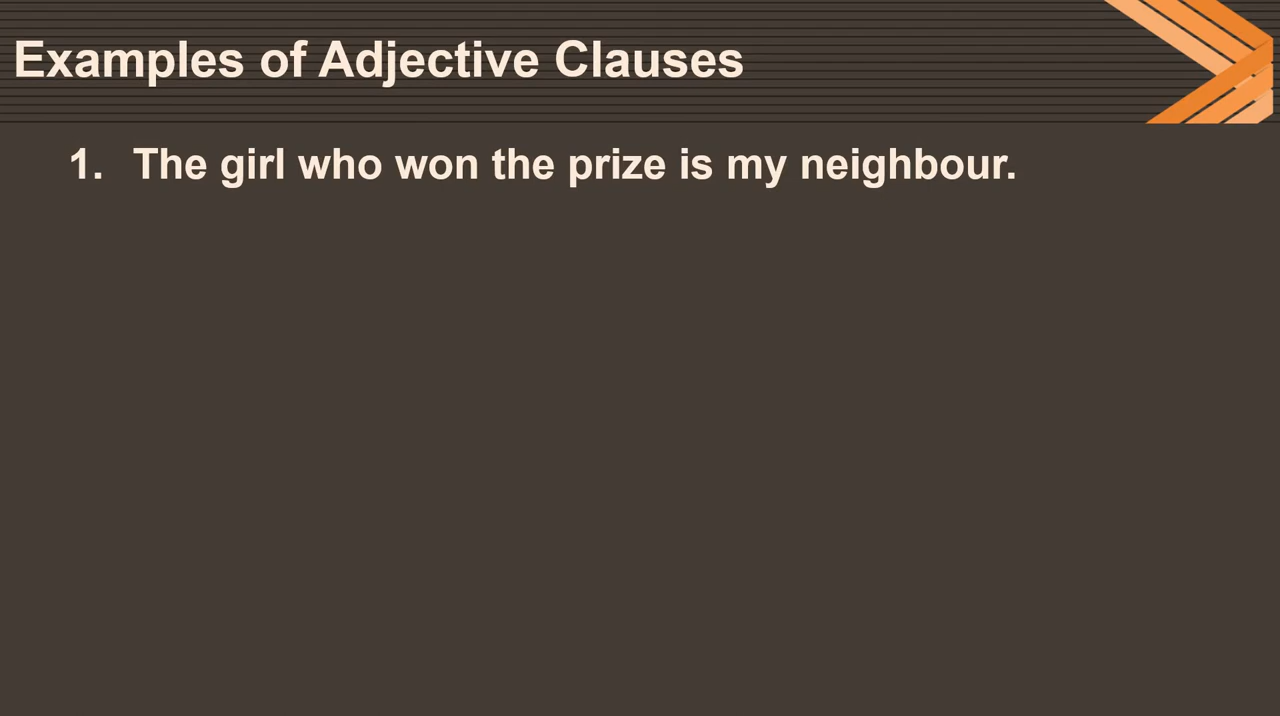 Examples of Adjective Clauses
1. The girl who won the prize is my neighbour.